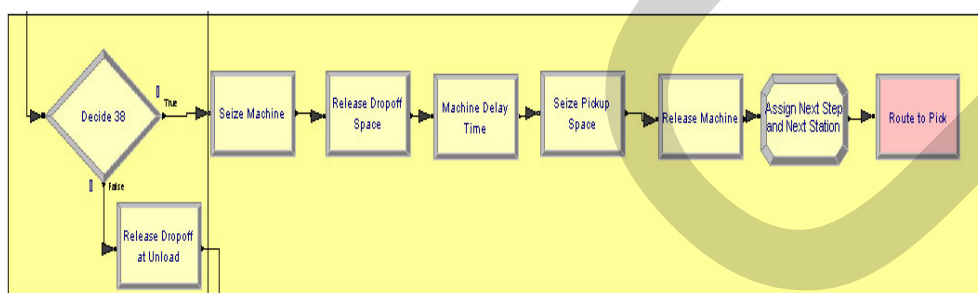 Decide 38
True
False
Seize Machine
Release Dropoff
Space
Machine Delay
Time
Seize Pickup
Space
Release Machine
Assign Next Step
and Next Station
Route to Pick
Release Dropoff
at Unload